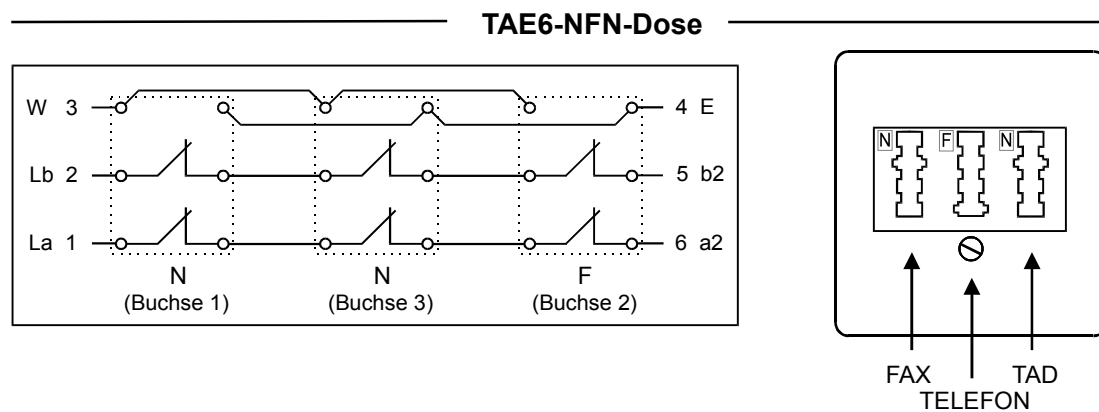 TAE6-NFN-Dose
W 3
4 E
Lb 2
5 b2
La 1
6 a2
N
(Buchse 1)
N
(Buchse 3)
F
(Buchse 2)
N F N
FAX
TELEFON
TAD